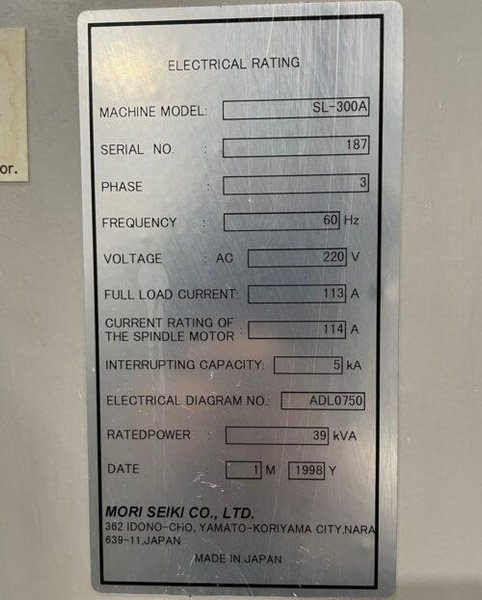 or.
ELECTRICAL RATING
MACHINE MODEL: SL-300A
SERIAL NO. : 187
PHASE : 3
FREQUENCY : 60 Hz
VOLTAGE : AC 220 V
FULL LOAD CURRENT: 113 A
CURRENT RATING OF
THE SPINDLE MOTOR : 114 A
INTERRUPTING CAPACITY: 5 kA
ELECTRICAL DIAGRAM NO.: ADL0750
RATEDPOWER : 39 kVA
DATE : 1 M 1998 Y
MORI SEIKI CO., LTD.
362 IDONO-CHO, YAMATO-KORIYAMA CITY,NARA
639-11,JAPAN
MADE IN JAPAN